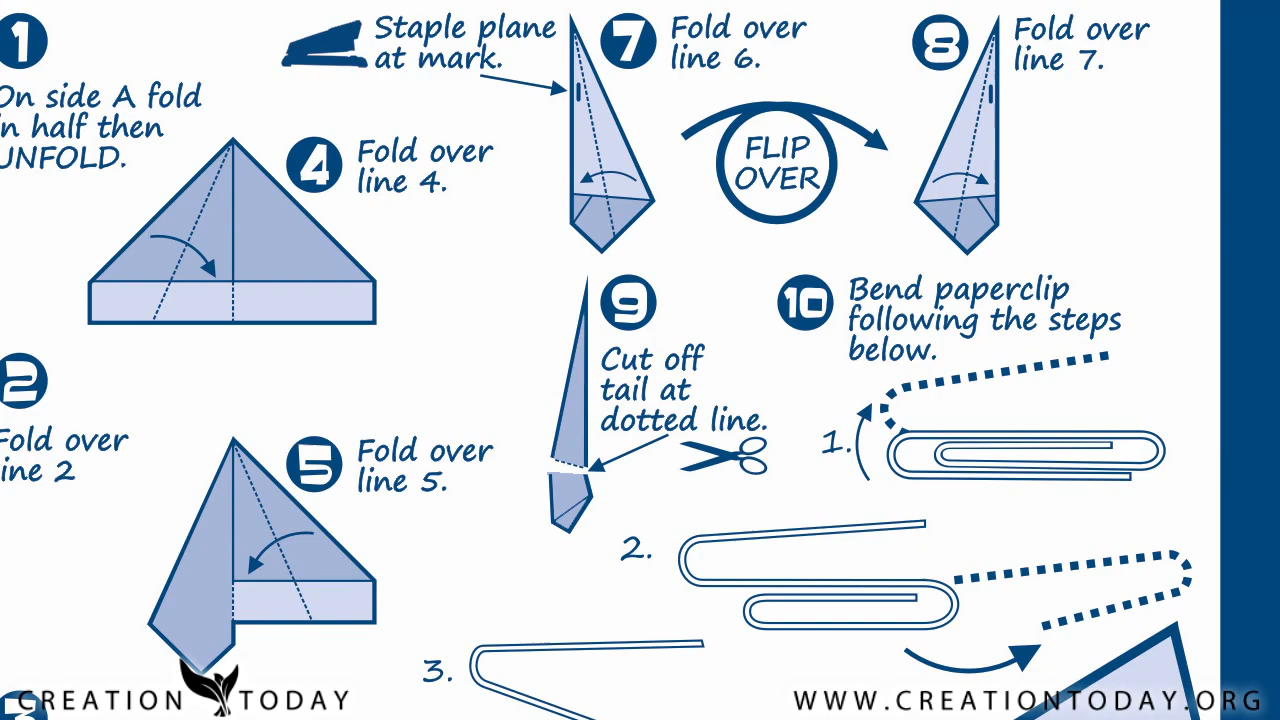 1
On side A fold
in half then
UNFOLD.
2
Fold over
line 2
3
4
Fold over
line 4.
5
Fold over
line 5.
Staple plane
at mark.
7
Fold over
line 6.
FLIP
OVER
8
Fold over
line 7.
9
Cut off
tail at
dotted line.
10
Bend paperclip
following the steps
below.
1.
2.
3.
CREATION TODAY
WWW.CREATIONTODAY.ORG